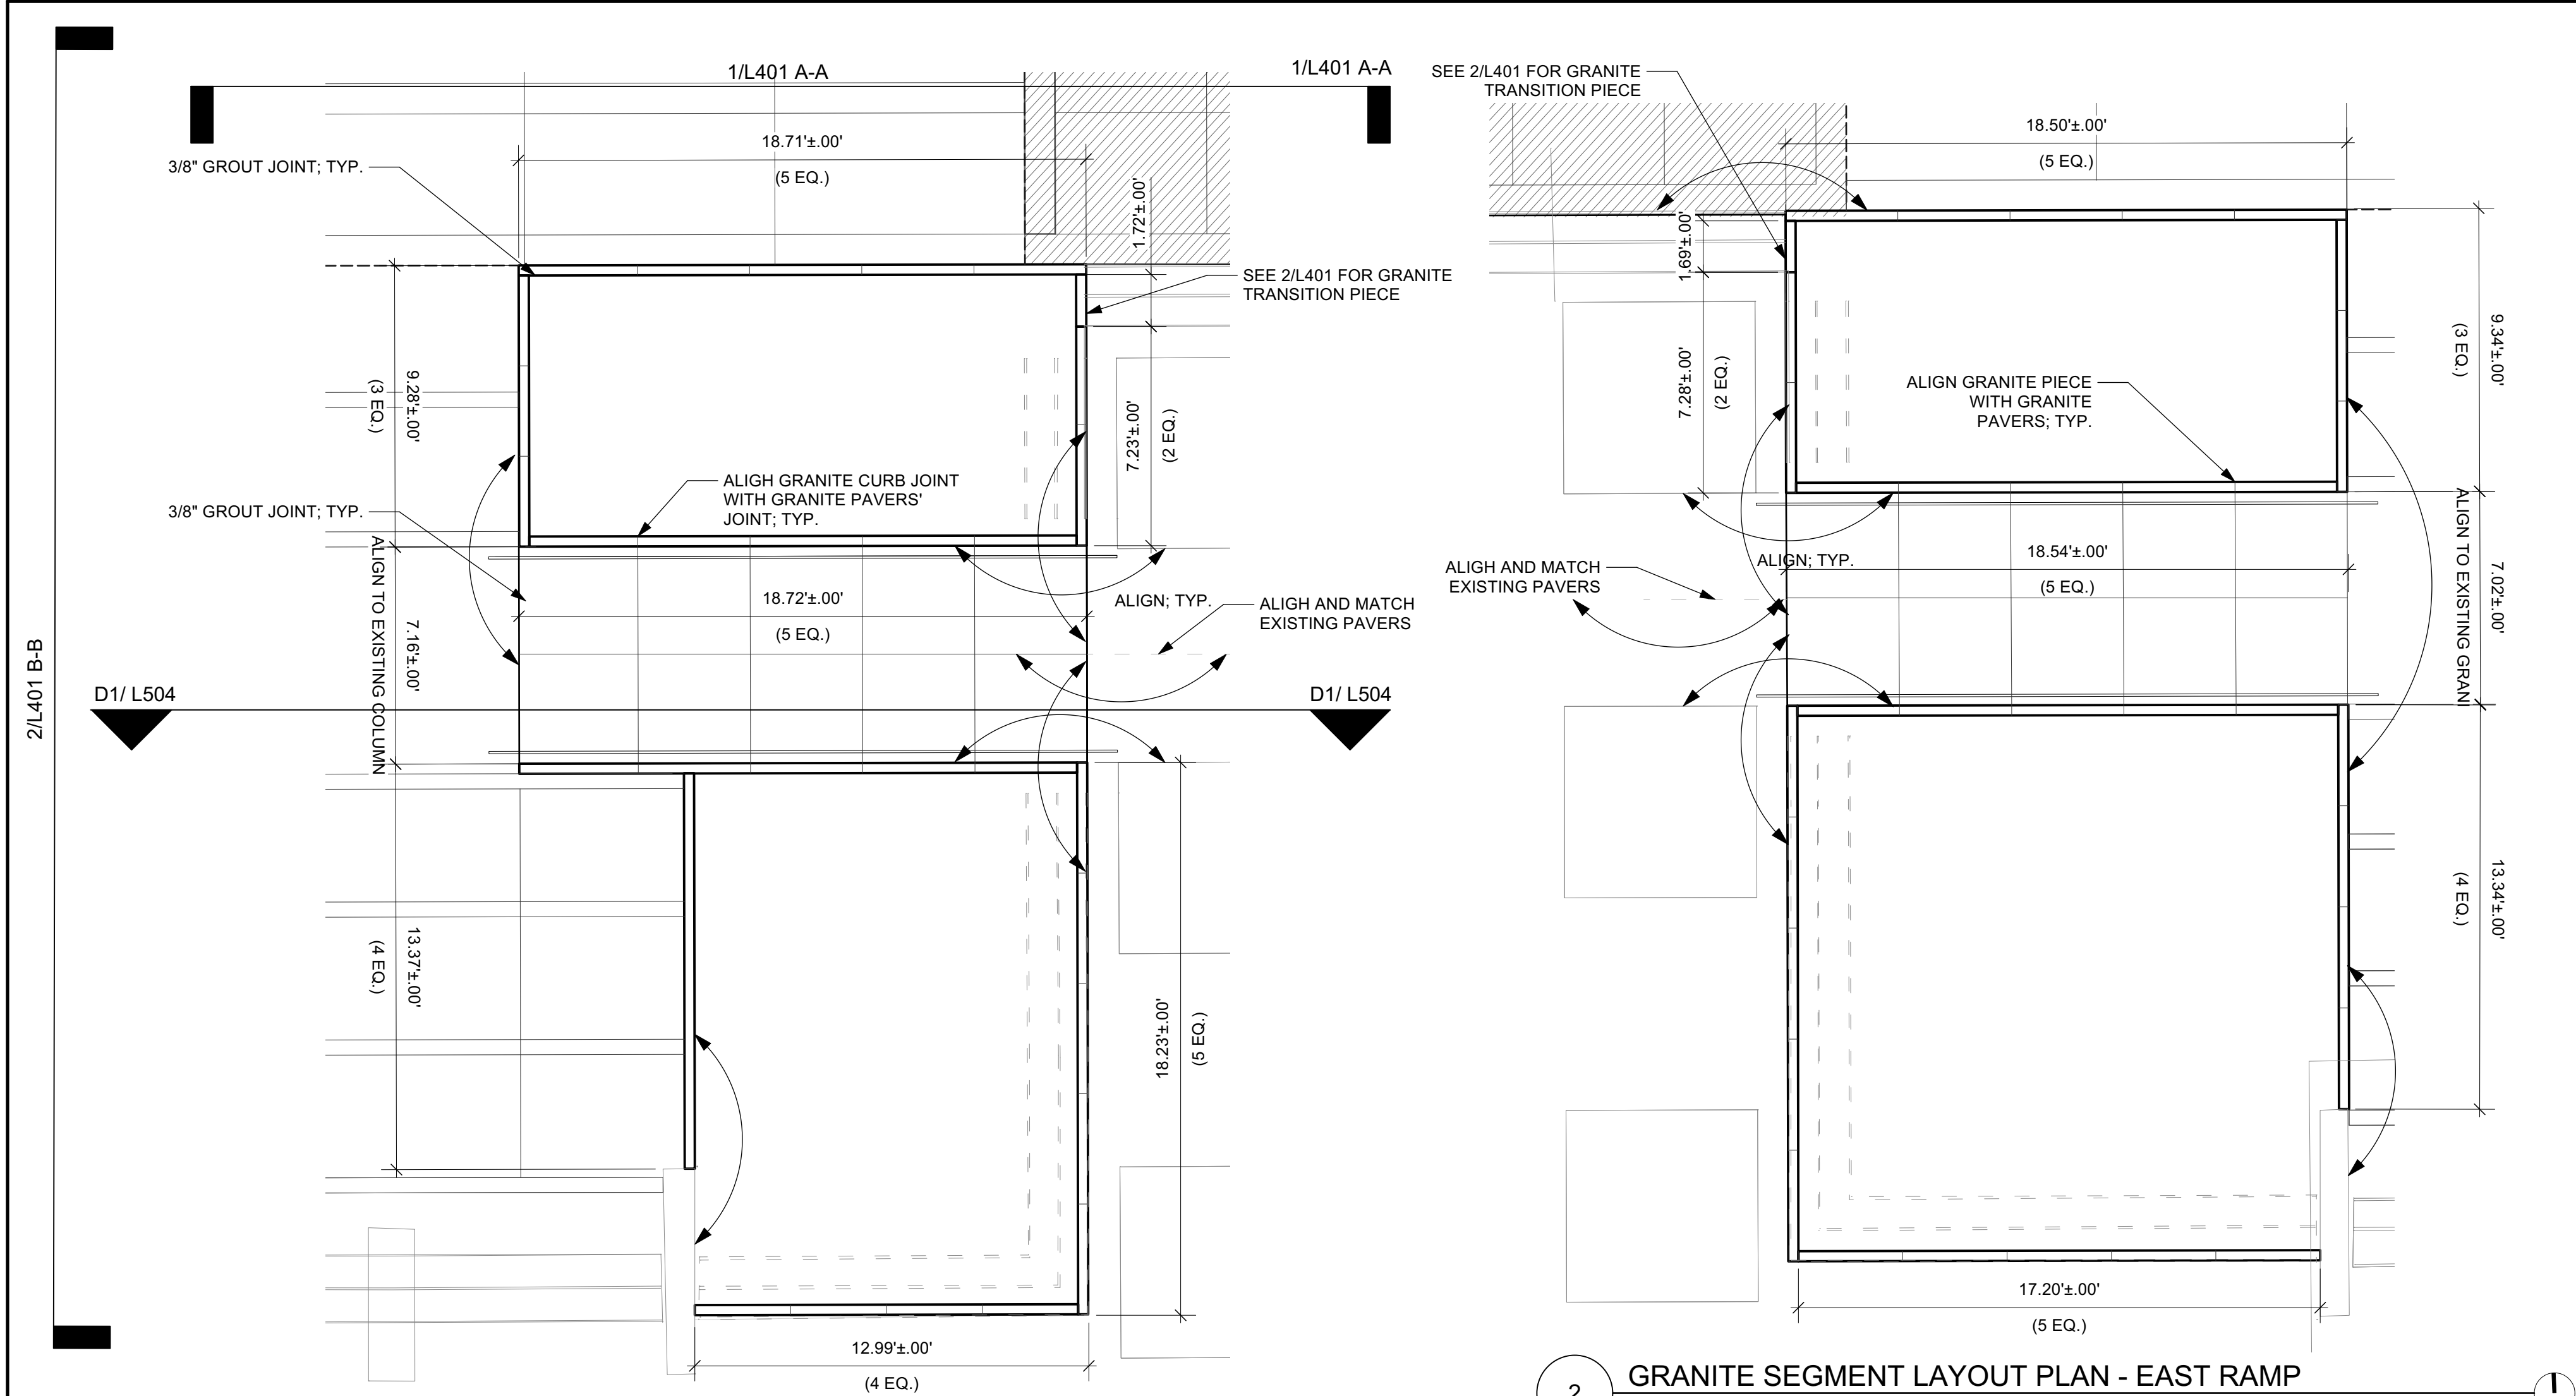 1/L401 A-A
1/L401 A-A
SEE 2/L401 FOR GRANITE
TRANSITION PIECE
18.71'±.00'
(5 EQ.)
18.50'±.00'
(5 EQ.)
3/8" GROUT JOINT; TYP.
1.72'±.00'
1.69'±.00'
SEE 2/L401 FOR GRANITE
TRANSITION PIECE
9.28'±.00'
(3 EQ.)
7.23'±.00'
(2 EQ.)
7.28'±.00'
(2 EQ.)
9.34'±.00'
(3 EQ.)
ALIGN GRANITE PIECE
WITH GRANITE
PAVERS; TYP.
ALIGH GRANITE CURB JOINT
WITH GRANITE PAVERS'
JOINT; TYP.
3/8" GROUT JOINT; TYP.
ALIGN TO EXISTING COLUMN
7.16'±.00'
18.72'±.00'
(5 EQ.)
ALIGN; TYP.
ALIGH AND MATCH
EXISTING PAVERS
ALIGH AND MATCH
EXISTING PAVERS
ALIGN; TYP.
18.54'±.00'
(5 EQ.)
7.02'±.00'
ALIGN TO EXISTING GRANI
2/L401 B-B
D1/ L504
D1/ L504
13.37'±.00'
(4 EQ.)
18.23'±.00'
(5 EQ.)
13.34'±.00'
(4 EQ.)
12.99'±.00'
(4 EQ.)
17.20'±.00'
(5 EQ.)
2
GRANITE SEGMENT LAYOUT PLAN - EAST RAMP